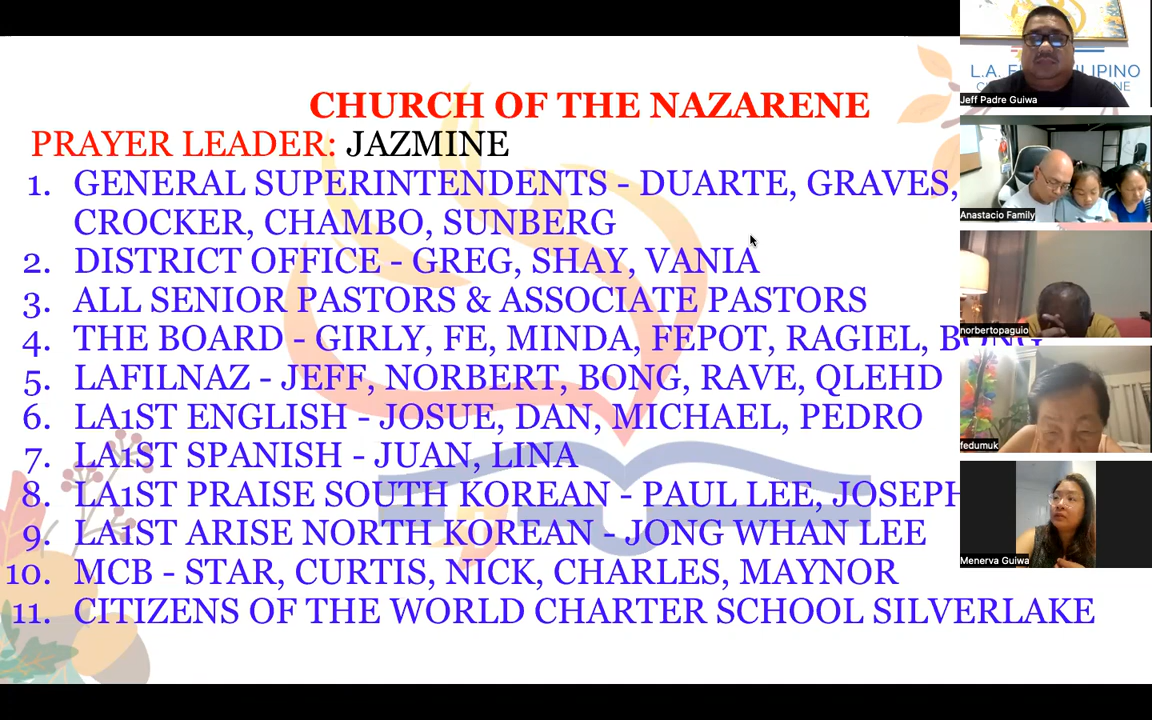 CHURCH OF THE NAZARENE
PRAYER LEADER: JAZMINE
1. GENERAL SUPERINTENDENTS - DUARTE, GRAVES,
CROCKER, CHAMBO, SUNBERG
2. DISTRICT OFFICE - GREG, SHAY, VANIA
3. ALL SENIOR PASTORS & ASSOCIATE PASTORS
4. THE BOARD - GIRLY, FE, MINDA, FEPOT, RAGIEL, BONG
5. LAFILNAZ - JEFF, NORBERT, BONG, RAVE, QLEHD
6. LA1ST ENGLISH - JOSUE, DAN, MICHAEL, PEDRO
7. LA1ST SPANISH - JUAN, LINA
8. LA1ST PRAISE SOUTH KOREAN - PAUL LEE, JOSEPH
9. LA1ST ARISE NORTH KOREAN - JONG WHAN LEE
10. MCB - STAR, CURTIS, NICK, CHARLES, MAYNOR
11. CITIZENS OF THE WORLD CHARTER SCHOOL SILVERLAKE
L.A. FILIPINO
Jeff Padre Guiwa
Anastacio Family
norbertopaguio
fedumuk
Menerva Guiwa